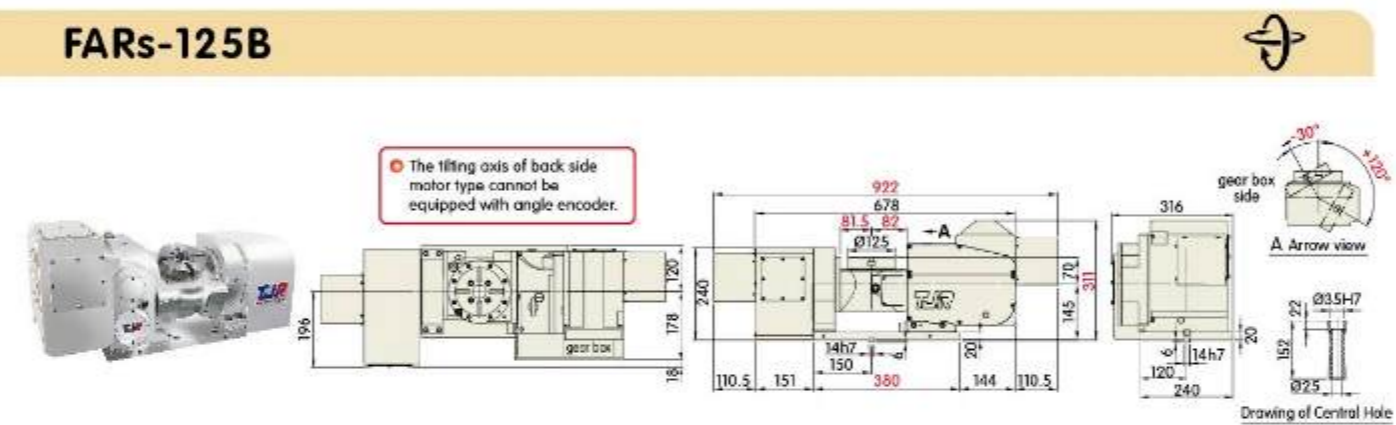 FARs-125B
The tilting axis of back side
motor type cannot be
equipped with angle encoder.
TJR
196
gear box
120
178
18
922
678
81.5
82
A
Ø125
240
TJR
70
311
145
14h7
6
20
150
110.5
151
380
144
110.5
316
6
14h7
20
120
240
-30°
+120°
gear box
side
A Arrow view
Ø35H7
22
152
Ø25
Drawing of Central Hole